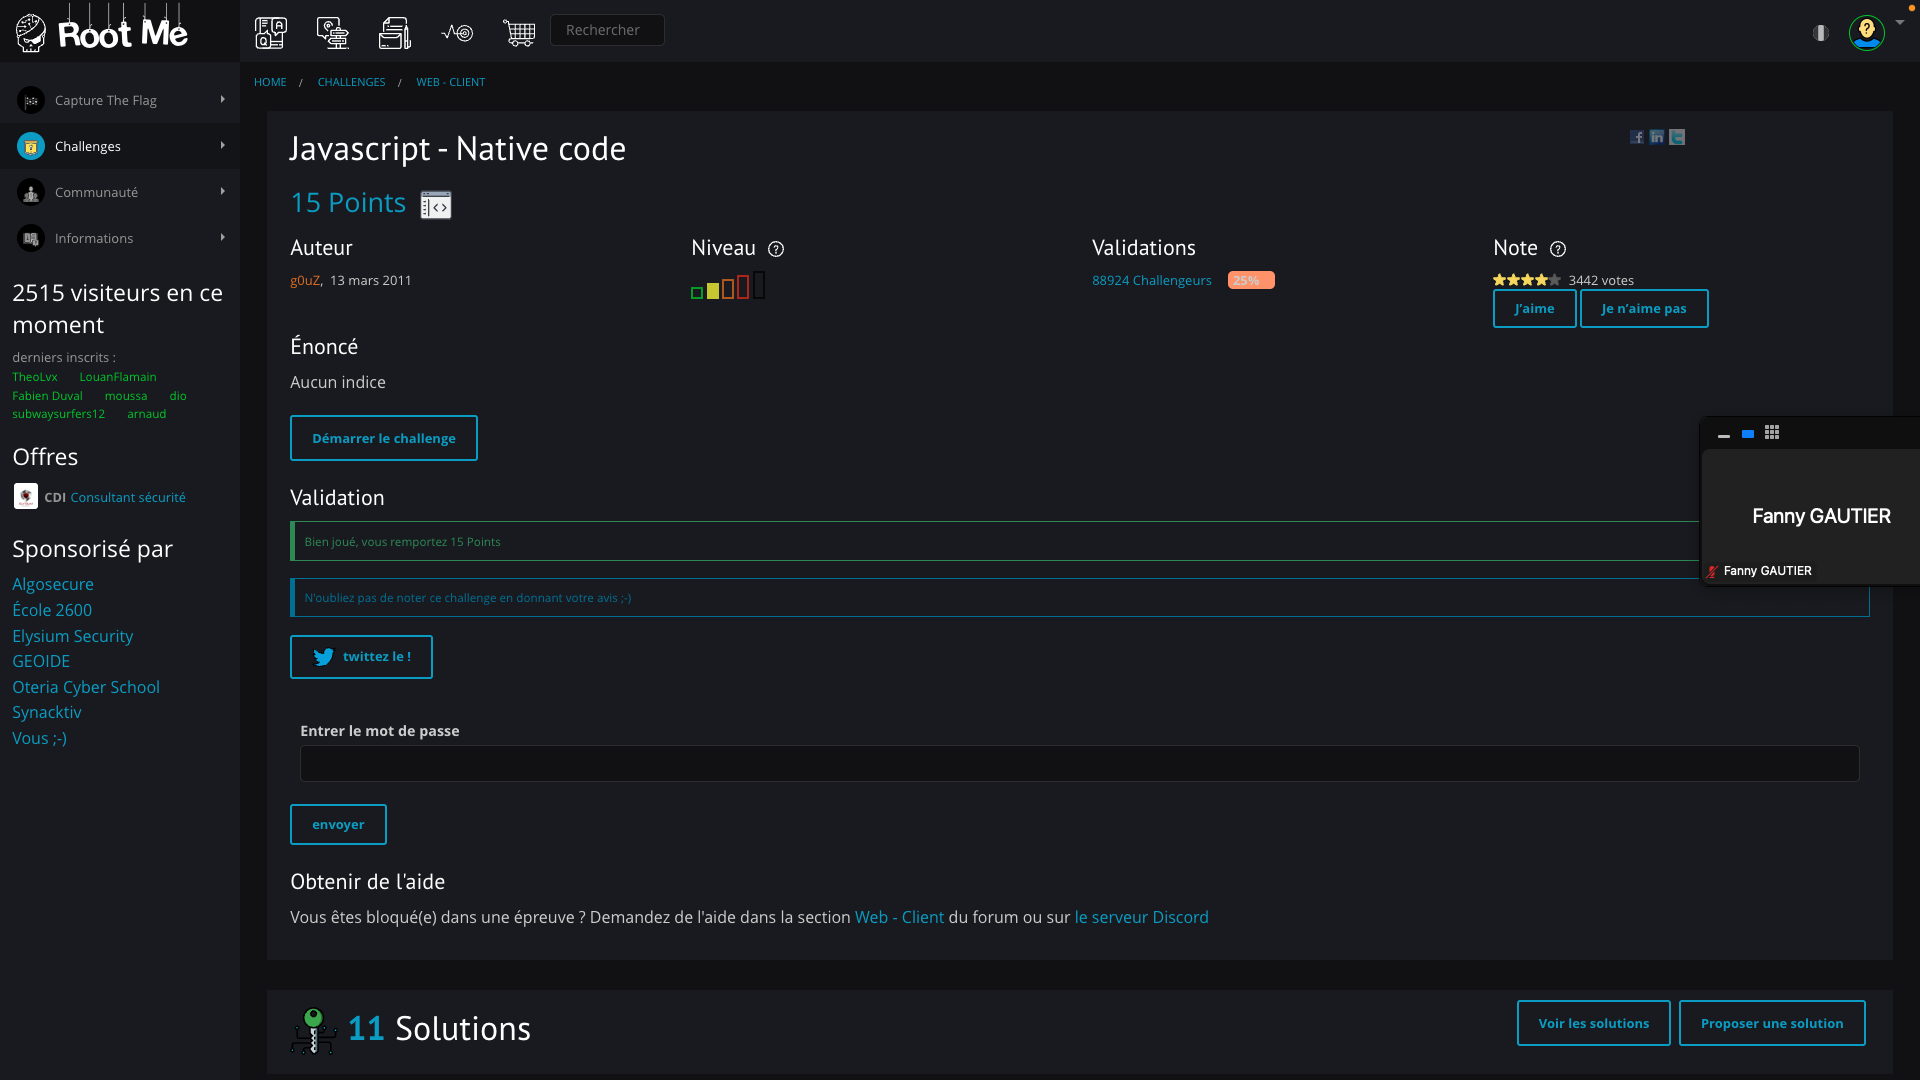 Root Me
Rechercher
HOME / CHALLENGES / WEB - CLIENT
Capture The Flag
Challenges
Communauté
Informations
2515 visiteurs en ce
moment
derniers inscrits :
TheoLvx LouanFlamain
Fabien Duval moussa dio
subwaysurfers12 arnaud
Offres
CDI Consultant sécurité
Sponsorisé par
Algosecure
École 2600
Elysium Security
GEOIDE
Oteria Cyber School
Synacktiv
Vous ;-)
Javascript - Native code
15 Points
Auteur
g0uZ, 13 mars 2011
Niveau
Validations
88924 Challengeurs 25%
Note
3442 votes
J'aime Je n'aime pas
Énoncé
Aucun indice
Démarrer le challenge
Validation
Bien joué, vous remportez 15 Points
N'oubliez pas de noter ce challenge en donnant votre avis ;-)
twittez le !
Entrer le mot de passe
envoyer
Obtenir de l'aide
Vous êtes bloqué(e) dans une épreuve ? Demandez de l'aide dans la section Web - Client du forum ou sur le serveur Discord
11 Solutions
Voir les solutions Proposer une solution
Fanny GAUTIER
Fanny GAUTIER